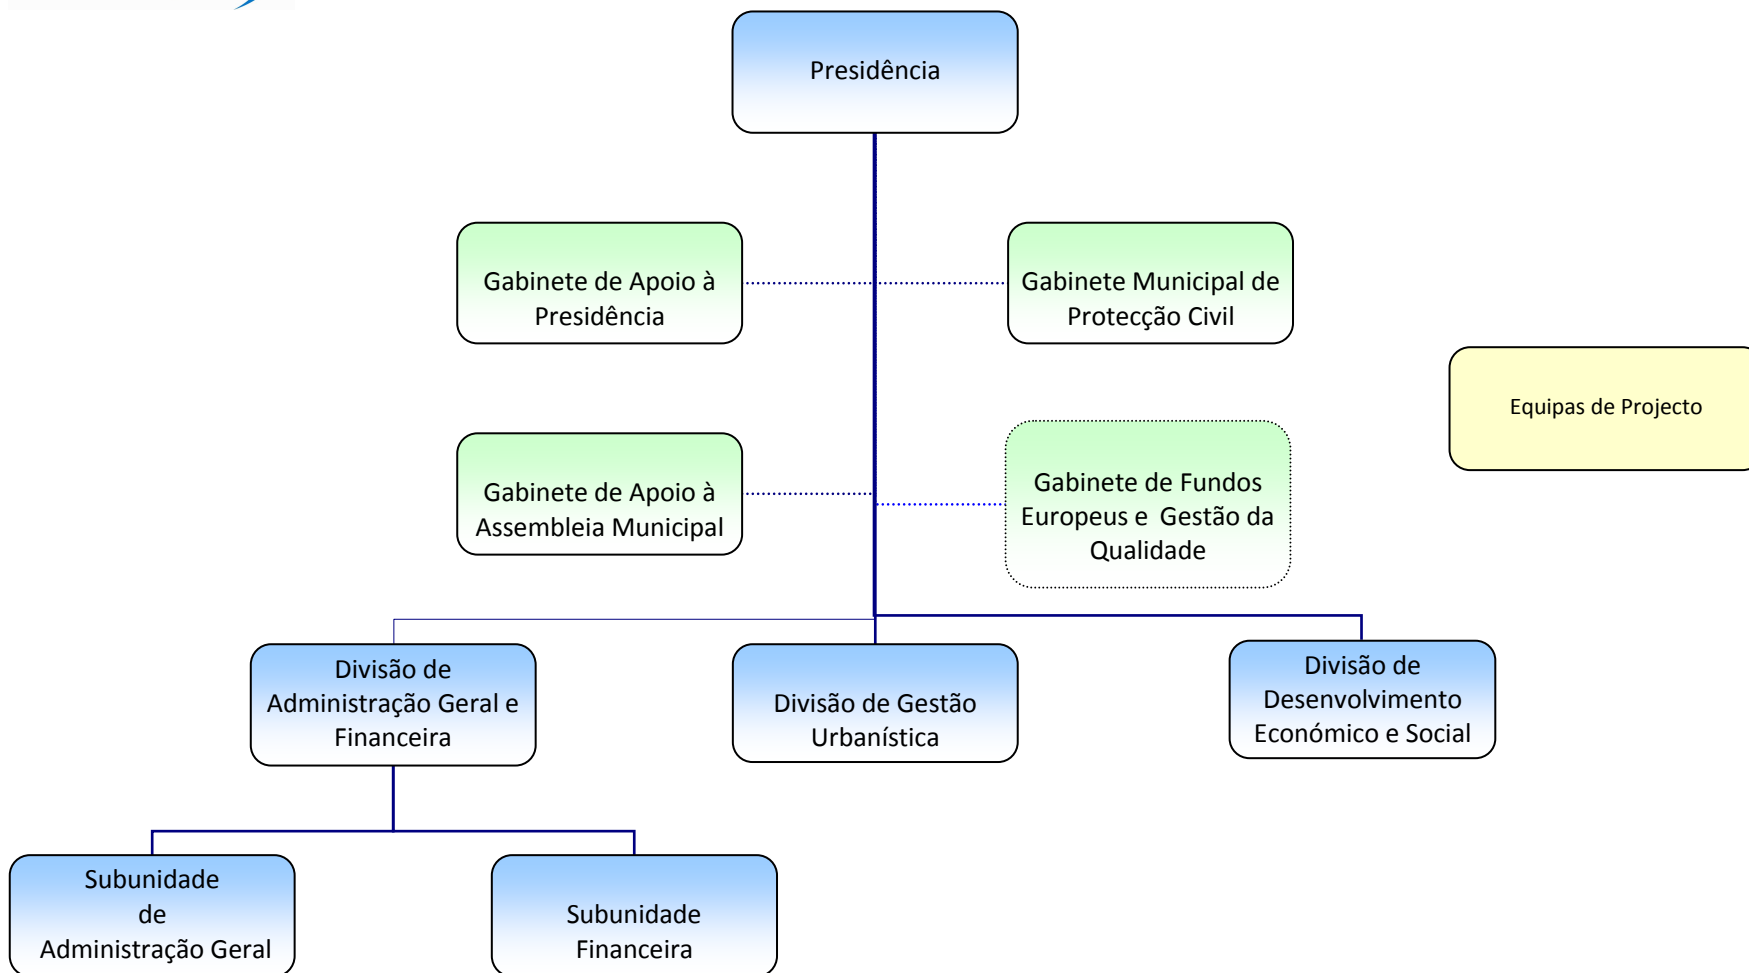 Presidência
Gabinete de Apoio à
Presidência
Gabinete Municipal de
Protecção Civil
Equipas de Projecto
Gabinete de Apoio à
Assembleia Municipal
Gabinete de Fundos
Europeus e  Gestão da
Qualidade
Divisão de
Administração Geral e
Financeira
Divisão de Gestão
Urbanística
Divisão de
Desenvolvimento
Económico e Social
Subunidade
de
Administração Geral
Subunidade
Financeira